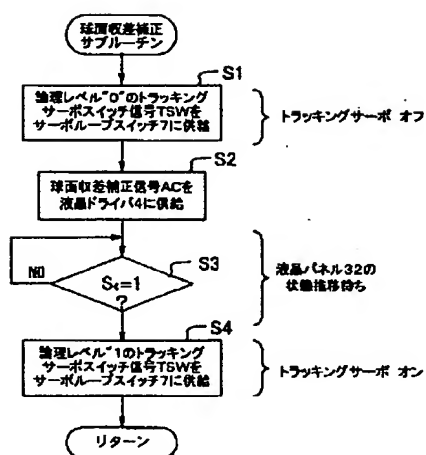 球面収差補正
サブルーチン
S1
論理レベル"0"のトラッキング
サーボスイッチ信号TSWを
サーボループスイッチ7に供給
トラッキングサーボ オフ
S2
球面収差補正信号ACを
液晶ドライバ4に供給
S3
NO
St=1
?
液晶パネル32の
状態推移待ち
S4
論理レベル"1"のトラッキング
サーボスイッチ信号TSWを
サーボループスイッチ7に供給
トラッキングサーボ オン
リターン